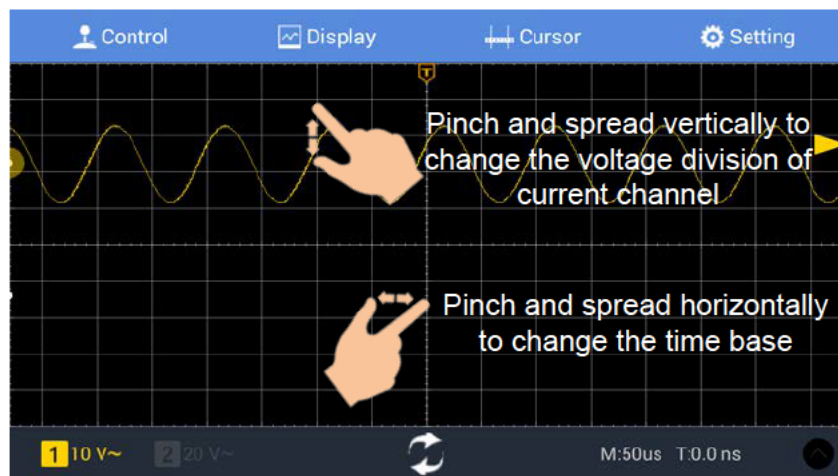 Control Display Cursor Setting
T
Pinch and spread vertically to
change the voltage division of
current channel
Pinch and spread horizontally
to change the time base
1 10 V~ 2 20 V~ M:50us T:0.0 ns